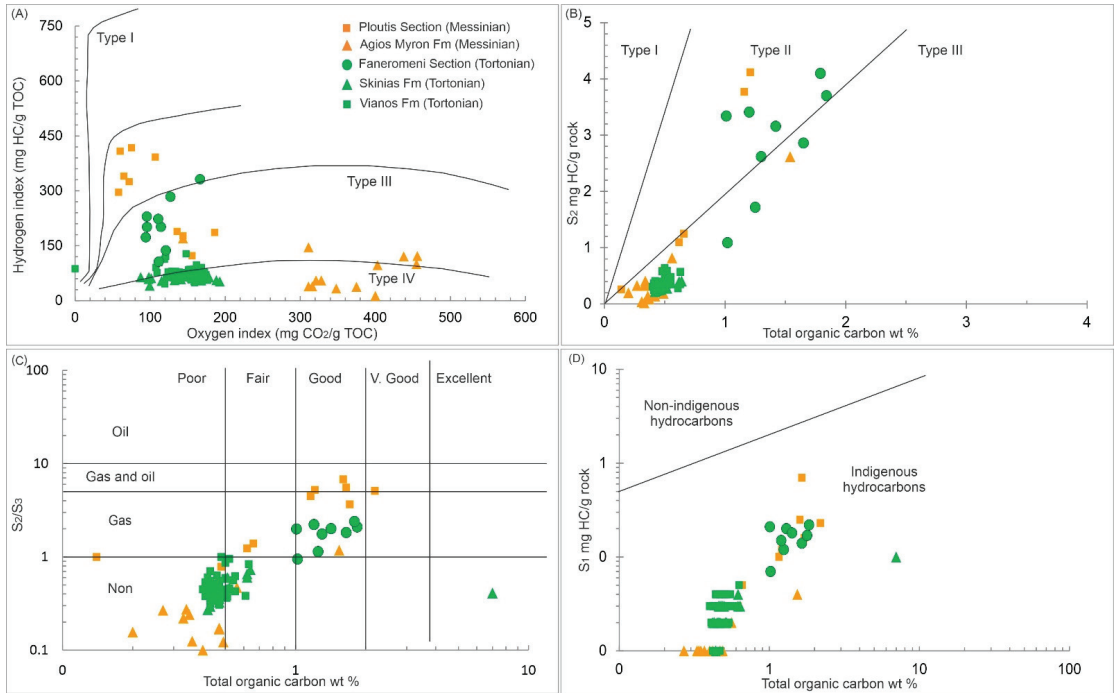 (A)
750
600
450
300
150
0
Hydrogen index (mg HC/g TOC)
Type I
Type III
Type IV
Ploutis Section (Messinian)
Agios Myron Fm (Messinian)
Faneromeni Section (Tortonian)
Skinias Fm (Tortonian)
Vianos Fm (Tortonian)
0 100 200 300 400 500 600
Oxygen index (mg CO2/g TOC)
(B)
5
4
3
2
1
0
S2 mg HC/g rock
Type I
Type II
Type III
0 1 2 3 4
Total organic carbon wt %
(C)
100
10
1
0.1
S2/S3
Poor Fair Good V. Good Excellent
Oil
Gas and oil
Gas
Non
0 1 10
Total organic carbon wt %
(D)
10
1
0
0
S1 mg HC/g rock
Non-indigenous
hydrocarbons
Indigenous
hydrocarbons
0 1 10 100
Total organic carbon wt %